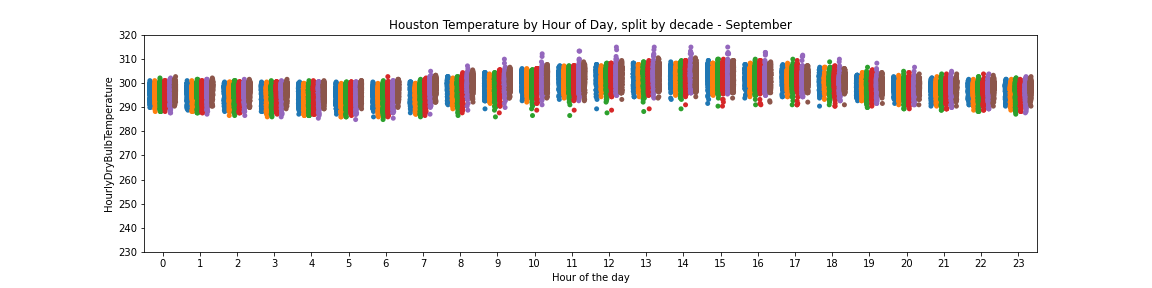 Houston Temperature by Hour of Day, split by decade - September
320
310
300
290
280
270
260
250
240
230
HourlyDryBulbTemperature
0 1 2 3 4 5 6 7 8 9 10 11 12 13 14 15 16 17 18 19 20 21 22 23
Hour of the day